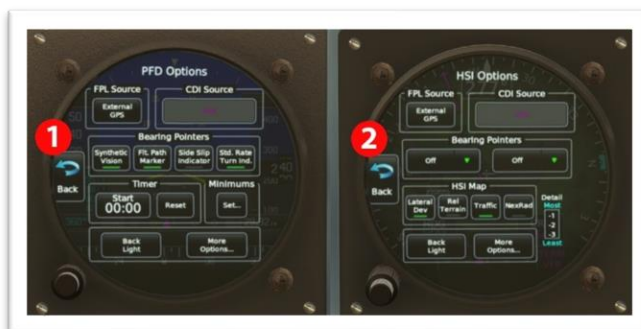 1
PFD Options
FPL Source
CDI Source
External
GPS
Bearing Pointers
Synthetic
Vision
Flt. Path
Marker
Side Slip
Indicator
Std. Rate
Turn Ind.
Back
Timer
Minimums
Start
00:00
Reset
Set...
Back
Light
More
Options...
2
HSI Options
FPL Source
CDI Source
External
GPS
Bearing Pointers
Off
Off
Back
HSI Map
Lateral
Dev
Rel
Terrain
Traffic
NexRad
Detail
Most
-1
-2
-3
Least
Back
Light
More
Options...